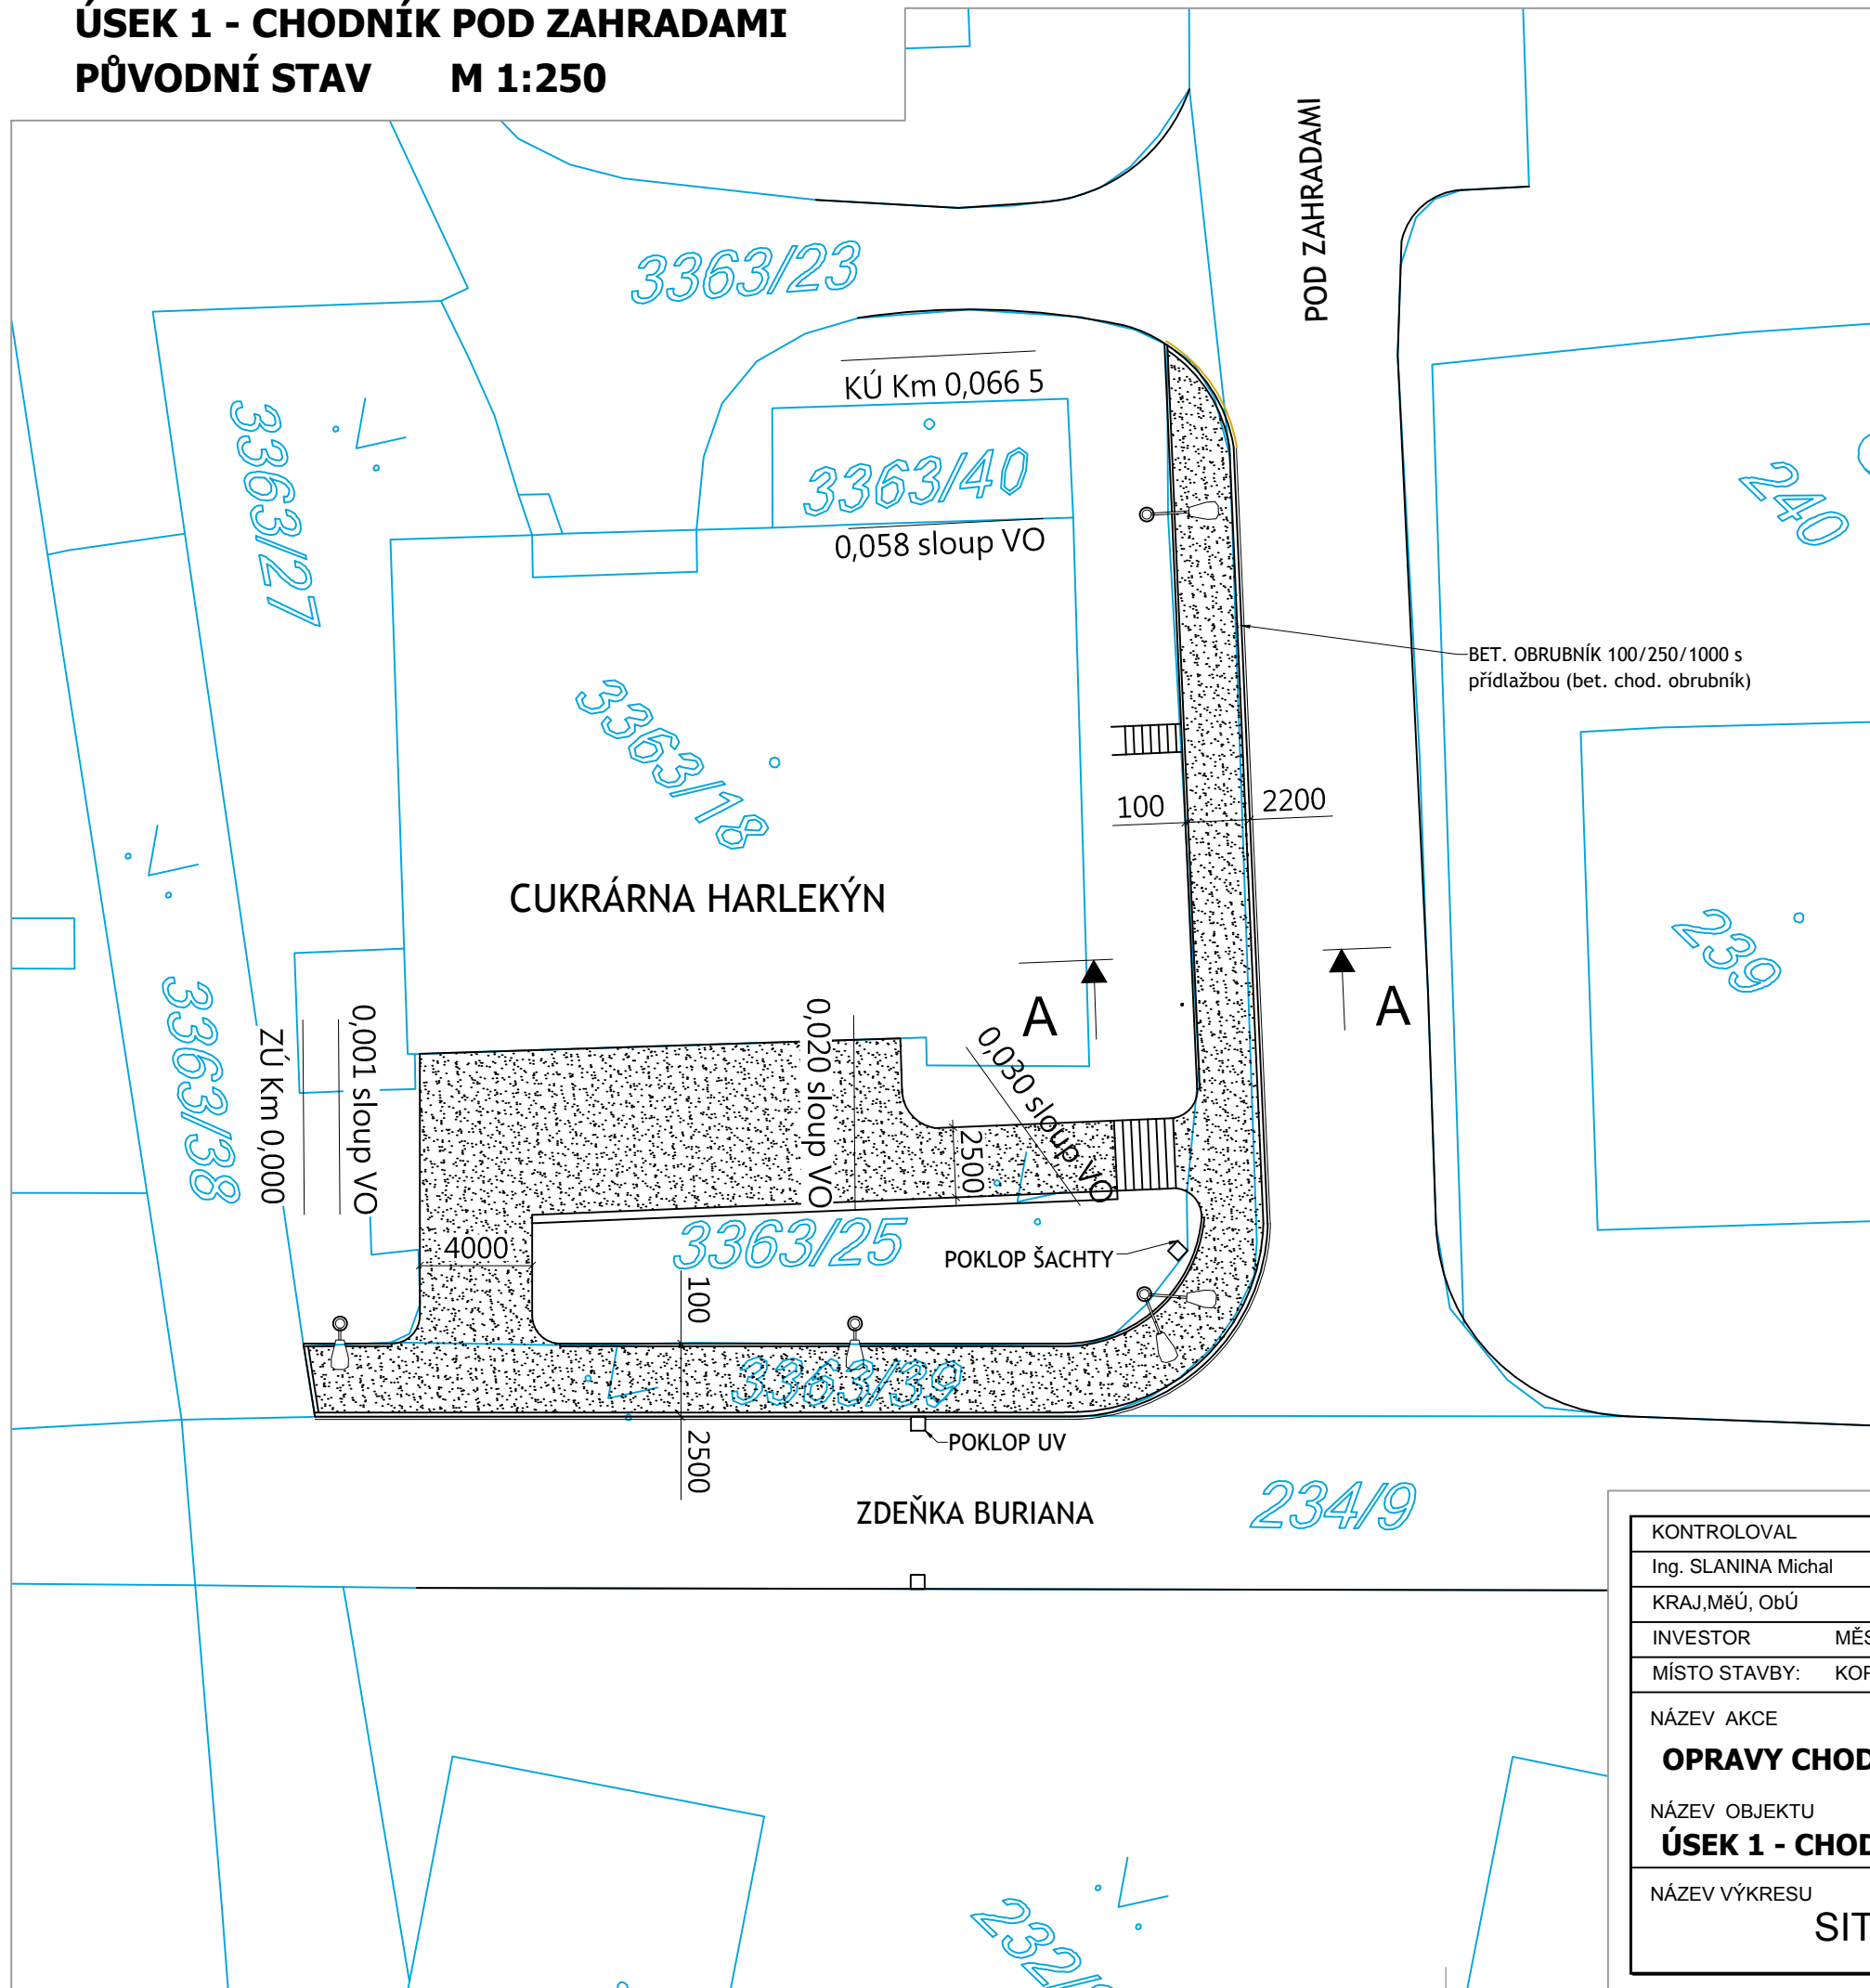 ÚSEK 1 - CHODNÍK POD ZAHRADAMI
PŮVODNÍ STAV M 1:250
POD ZAHRADAMI
3363/23
KÚ Km 0,066 5
3363/40
0,058 sloup VO
3363/27
240
BET. OBRUBNÍK 100/250/1000 s
přídlažbou (bet. chod. obrubník)
3363/18
100
2200
CUKRÁRNA HARLEKÝN
239
A
A
3363/38
ZÚ Km 0,000
0,001 sloup VO
0,020 sloup VO
0,030 sloup VO
2500
4000
3363/25
POKLOP ŠACHTY
100
3363/39
2500
POKLOP UV
ZDEŇKA BURIANA
234/9
KONTROLOVAL
Ing. SLANINA Michal
KRAJ,MěÚ, ObÚ
INVESTOR
MÍSTO STAVBY:
NÁZEV AKCE
OPRAVY
NÁZEV OBJEKTU
ÚSEK 1 -
NÁZEV VÝKRESU